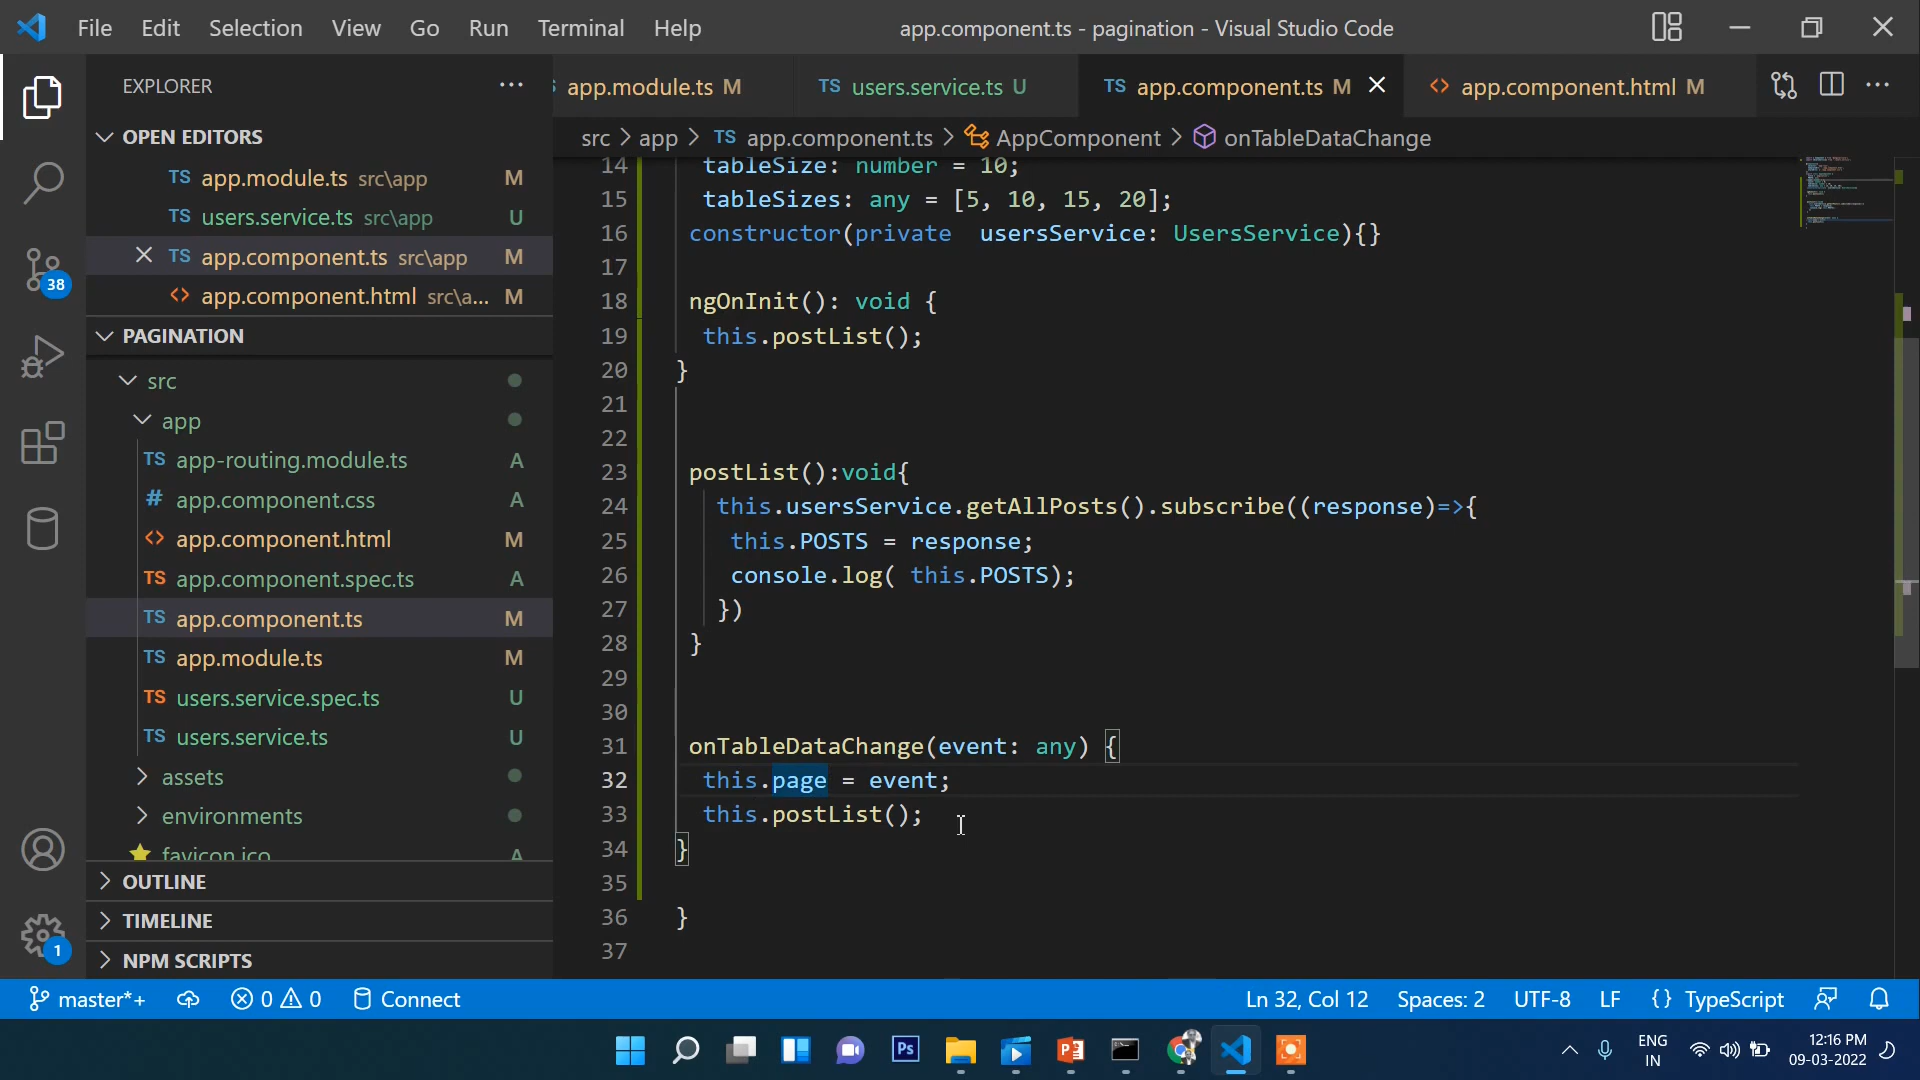 File Edit Selection View Go Run Terminal Help
app.component.ts - pagination - Visual Studio Code
EXPLORER
OPEN EDITORS
TS app.module.ts src\app M
TS users.service.ts src\app U
TS app.component.ts src\app M
<> app.component.html src\a... M
PAGINATION
src
app
TS app-routing.module.ts A
# app.component.css A
<> app.component.html M
TS app.component.spec.ts A
TS app.component.ts M
TS app.module.ts M
TS users.service.spec.ts U
TS users.service.ts U
assets
environments
favicon.ico A
OUTLINE
TIMELINE
NPM SCRIPTS
38
1
app.module.ts M
TS users.service.ts U
TS app.component.ts M
<> app.component.html M
src > app > TS app.component.ts > AppComponent > onTableDataChange
14 tableSize: number = 10;
15 tableSizes: any = [5, 10, 15, 20];
16 constructor(private  usersService: UsersService){}
17
18 ngOnInit(): void {
19 this.postList();
20 }
21
22
23 postList():void{
24 this.usersService.getAllPosts().subscribe((response)=>{
25 this.POSTS = response;
26 console.log( this.POSTS);
27 })
28 }
29
30
31 onTableDataChange(event: any) {
32 this.page = event;
33 this.postList();
34 }
35
36 }
37
master*+ 0 0 Connect
Ln 32, Col 12 Spaces: 2 UTF-8 LF {} TypeScript
Ps
ENG
IN
12:16 PM
09-03-2022